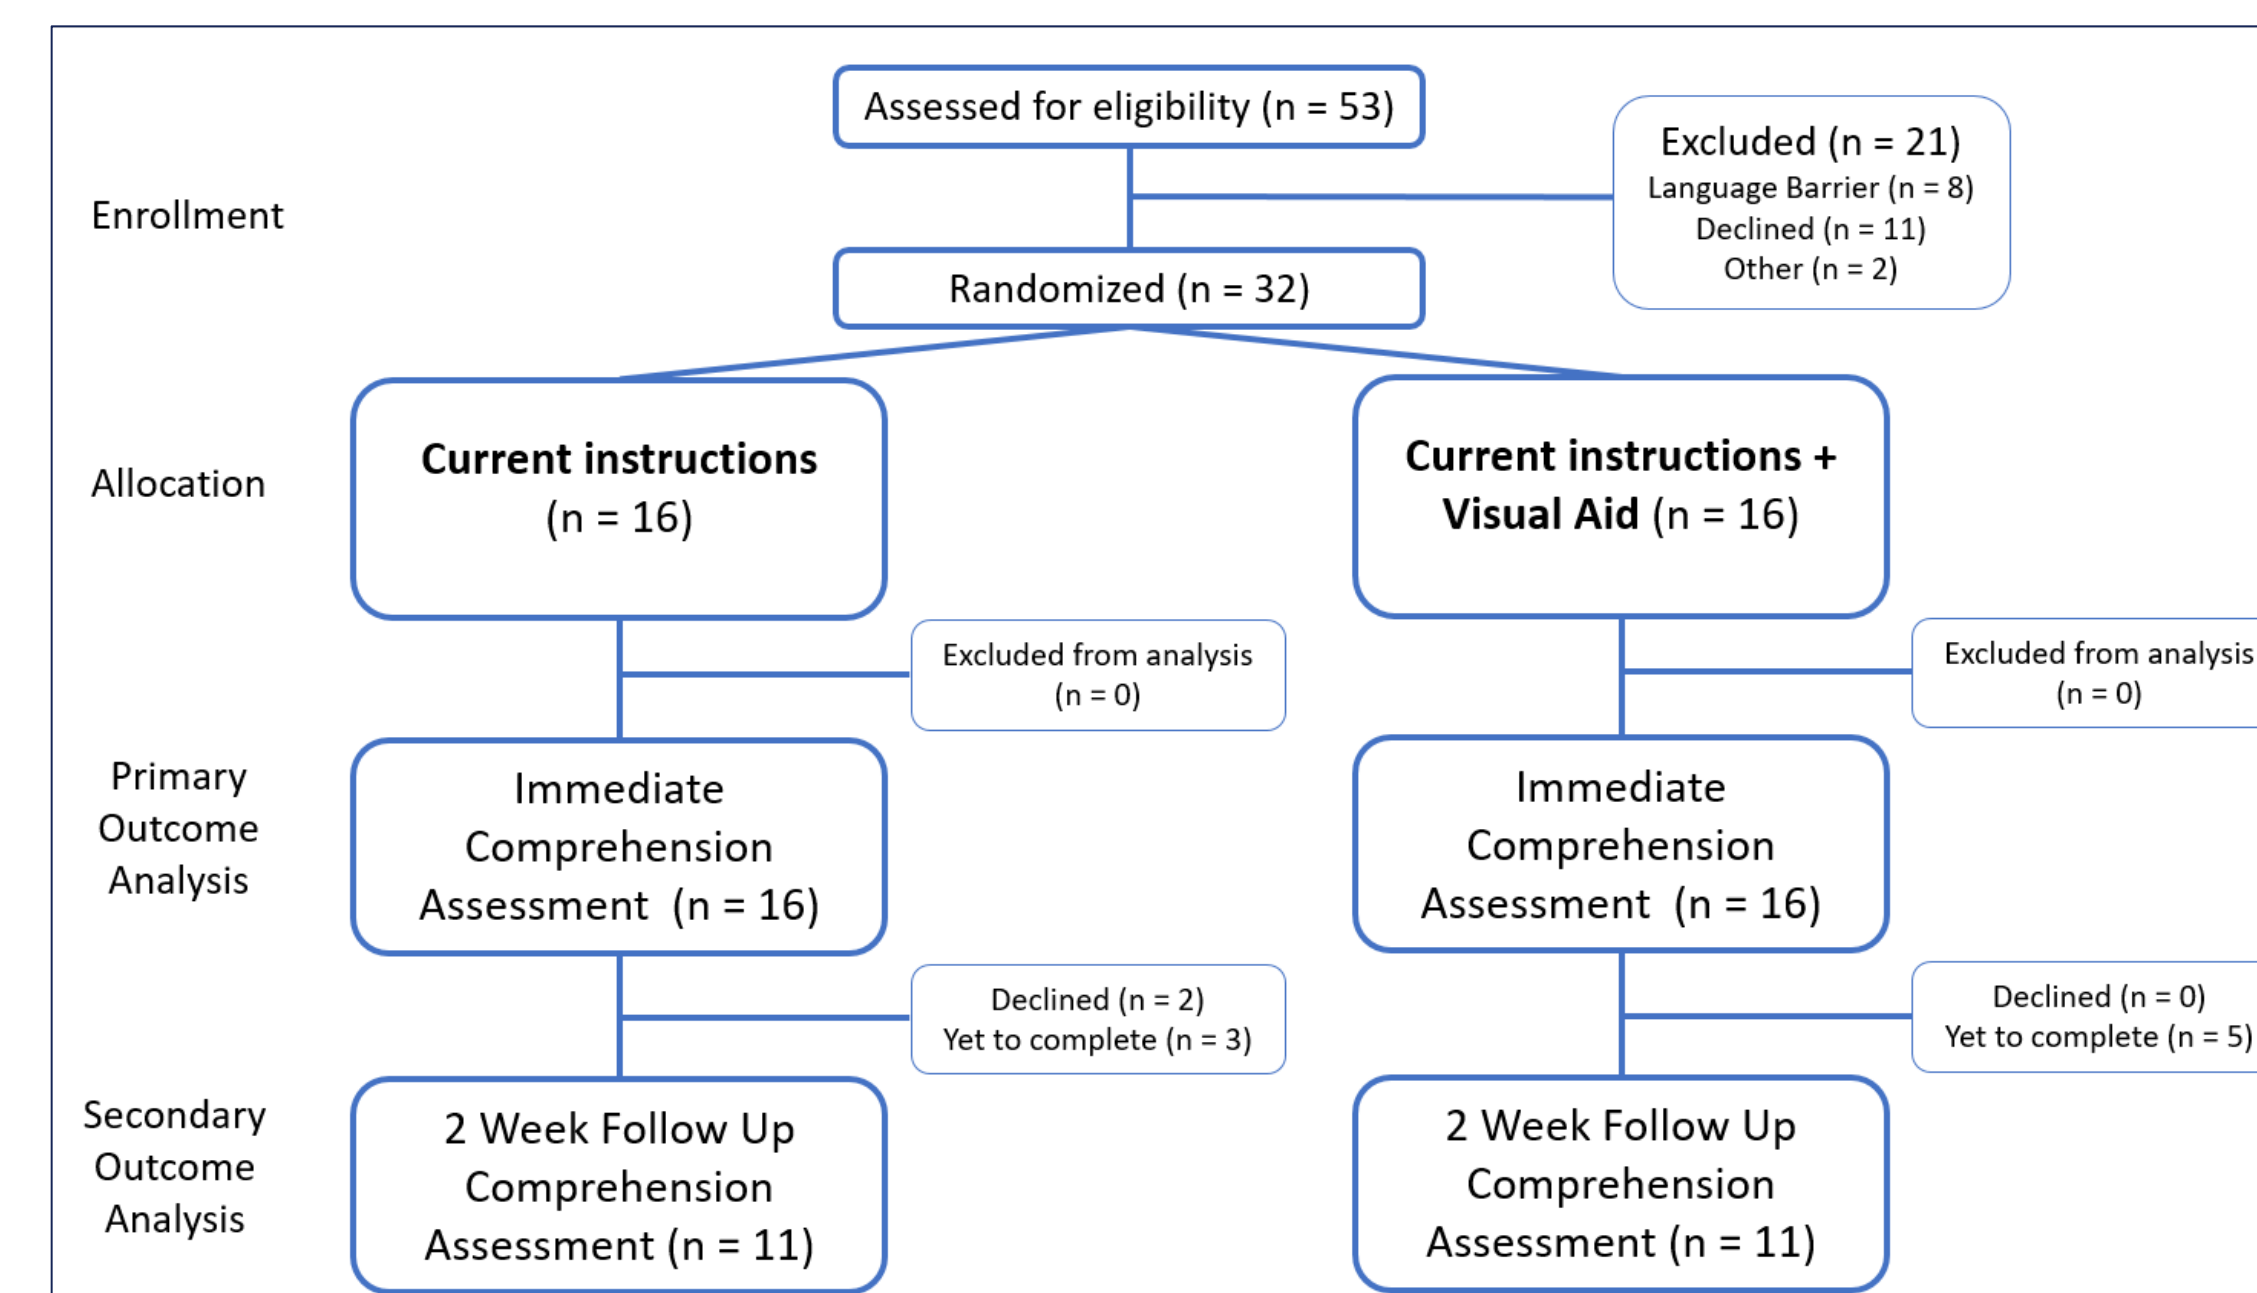 Assessed for eligibility (n = 53)
Excluded (n = 21)
Language Barrier (n = 8)
Declined (n = 11)
Other (n = 2)
Enrollment
Randomized (n = 32)
Allocation
Current instructions
(n = 16)
Current instructions +
Visual Aid (n = 16)
Excluded from analysis
(n = 0)
Excluded from analysis
(n = 0)
Primary
Outcome
Analysis
Immediate
Comprehension
Assessment (n = 16)
Immediate
Comprehension
Assessment (n = 16)
Declined (n = 2)
Yet to complete (n = 3)
Declined (n = 0)
Yet to complete (n = 5)
Secondary
Outcome
Analysis
2 Week Follow Up
Comprehension
Assessment (n = 11)
2 Week Follow Up
Comprehension
Assessment (n = 11)